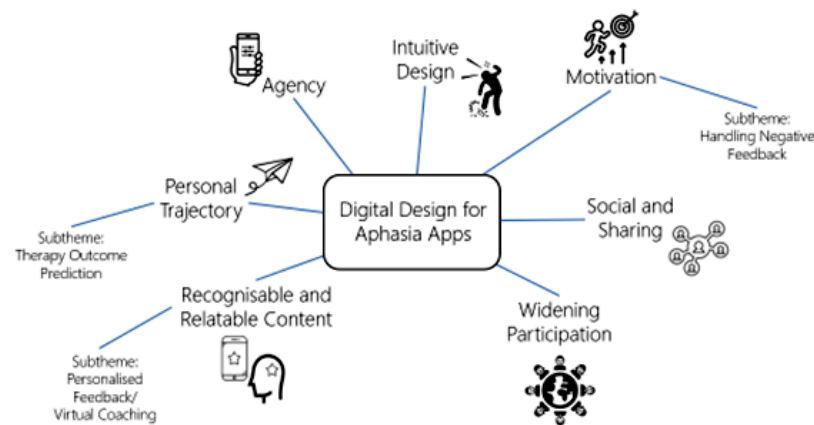 Intuitive
Design
Motivation
Agency
Subtheme:
Handling Negative
Feedback
Personal
Trajectory
Digital Design for
Aphasia Apps
Social and
Sharing
Subtheme:
Therapy Outcome
Prediction
Recognisable and
Relatable Content
Widening
Participation
Subtheme:
Personalised
Feedback/
Virtual Coaching